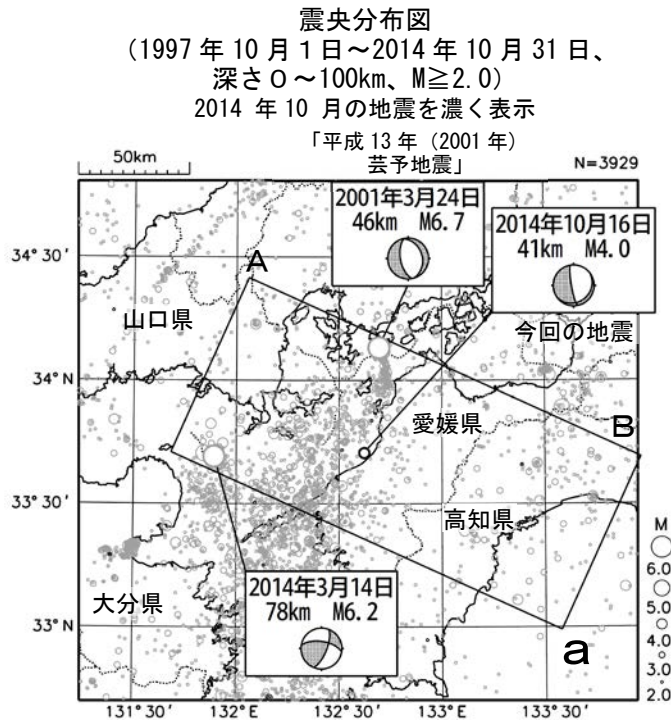 震央分布図
（1997 年 10 月１日～2014 年 10 月 31 日、
深さ０～100km、M≧2.0）
2014 年 10 月の地震を濃く表示
「平成 13 年（2001 年）
芸予地震」
50km
N=3929
2001年3月24日
46km M6.7
2014年10月16日
41km M4.0
34°30′
A
山口県
今回の地震
34°N
愛媛県
B
33°30′
高知県
M
6.0
5.0
4.0
3.0
2.0
2014年3月14日
78km M6.2
大分県
33°N
a
131°30′ 132°E 132°30′ 133°E 133°30′